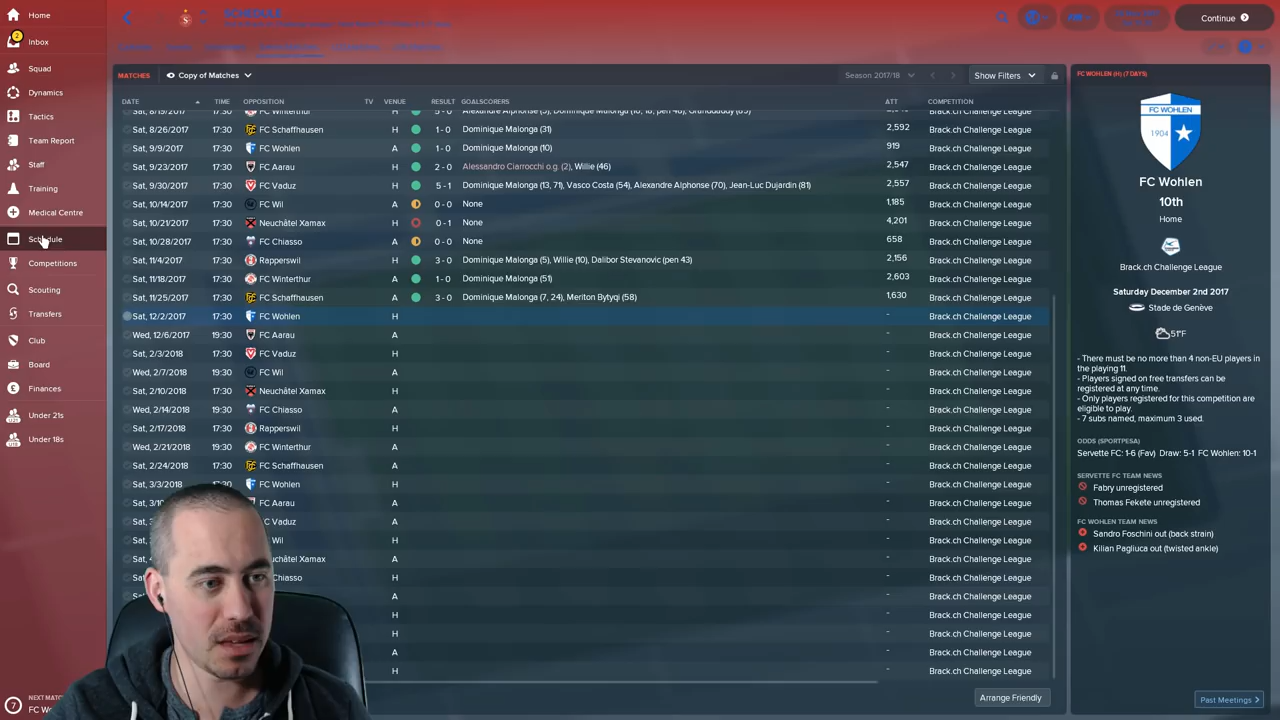 Home
SCHEDULE
Continue
2
Inbox
Squad
Dynamics
Tactics
Team Report
Staff
Training
Medical Centre
Schedule
Competitions
Scouting
Transfers
Club
Board
Finances
Under 21s
Under 18s
NEXT MATCH
MATCHES Copy of Matches Season 2017/18 Show Filters
DATE TIME OPPOSITION TV VENUE RESULT GOALSCORERS ATT COMPETITION
Sat, 8/26/2017 17:30 FC Schaffhausen H 1 - 0 Dominique Malonga (31) 2,592 Brack.ch Challenge League
Sat, 9/9/2017 17:30 FC Wohlen A 1 - 0 Dominique Malonga (10) 919 Brack.ch Challenge League
Sat, 9/23/2017 17:30 FC Aarau H 2 - 0 Alessandro Ciarrocchi o.g. (2), Willie (46) 2,547 Brack.ch Challenge League
Sat, 9/30/2017 17:30 FC Vaduz H 5 - 1 Dominique Malonga (13, 71), Vasco Costa (54), Alexandre Alphonse (70), Jean-Luc Dujardin (81) 2,557 Brack.ch Challenge League
Sat, 10/14/2017 17:30 FC Wil A 0 - 0 None 1,185 Brack.ch Challenge League
Sat, 10/21/2017 17:30 Neuchâtel Xamax H 0 - 1 None 4,201 Brack.ch Challenge League
Sat, 10/28/2017 17:30 FC Chiasso A 0 - 0 None 658 Brack.ch Challenge League
Sat, 11/4/2017 17:30 Rapperswil H 3 - 0 Dominique Malonga (5), Willie (10), Dalibor Stevanovic (pen 43) 2,156 Brack.ch Challenge League
Sat, 11/18/2017 17:30 FC Winterthur A 1 - 0 Dominique Malonga (51) 2,603 Brack.ch Challenge League
Sat, 11/25/2017 17:30 FC Schaffhausen A 3 - 0 Dominique Malonga (7, 24), Meriton Bytyqi (58) 1,630 Brack.ch Challenge League
Sat, 12/2/2017 17:30 FC Wohlen H - Brack.ch Challenge League
Wed, 12/6/2017 19:30 FC Aarau A - Brack.ch Challenge League
Sat, 2/3/2018 17:30 FC Vaduz H - Brack.ch Challenge League
Wed, 2/7/2018 19:30 FC Wil A - Brack.ch Challenge League
Sat, 2/10/2018 17:30 Neuchâtel Xamax H - Brack.ch Challenge League
Wed, 2/14/2018 19:30 FC Chiasso A - Brack.ch Challenge League
Sat, 2/17/2018 17:30 Rapperswil H - Brack.ch Challenge League
Wed, 2/21/2018 19:30 FC Winterthur A - Brack.ch Challenge League
Sat, 2/24/2018 17:30 FC Schaffhausen A - Brack.ch Challenge League
Sat, 3/3/2018 17:30 FC Wohlen H - Brack.ch Challenge League
Sat, 3/10 FC Aarau A - Brack.ch Challenge League
Sat, 3 Vaduz A - Brack.ch Challenge League
Sat, 3 Wil H - Brack.ch Challenge League
Sat, châtel Xamax A - Brack.ch Challenge League
Sat, Chiasso H - Brack.ch Challenge League
A - Brack.ch Challenge League
H - Brack.ch Challenge League
H - Brack.ch Challenge League
A - Brack.ch Challenge League
H - Brack.ch Challenge League
Arrange Friendly
FC WOHLEN (H) (7 DAYS)
FC WOHLEN
1904
FC Wohlen
10th
Home
Brack.ch Challenge League
Saturday December 2nd 2017
Stade de Genève
51°F
- There must be no more than 4 non-EU players in
the playing 11.
- Players signed on free transfers can be
registered at any time.
- Only players registered for this competition are
eligible to play.
- 7 subs named, maximum 3 used.
ODDS (SPORTPESA)
Servette FC: 1-6 (Fav) Draw: 5-1 FC Wohlen: 10-1
SERVETTE FC TEAM NEWS
Fabry unregistered
Thomas Fekete unregistered
FC WOHLEN TEAM NEWS
Sandro Foschini out (back strain)
Kilian Pagliuca out (twisted ankle)
Past Meetings